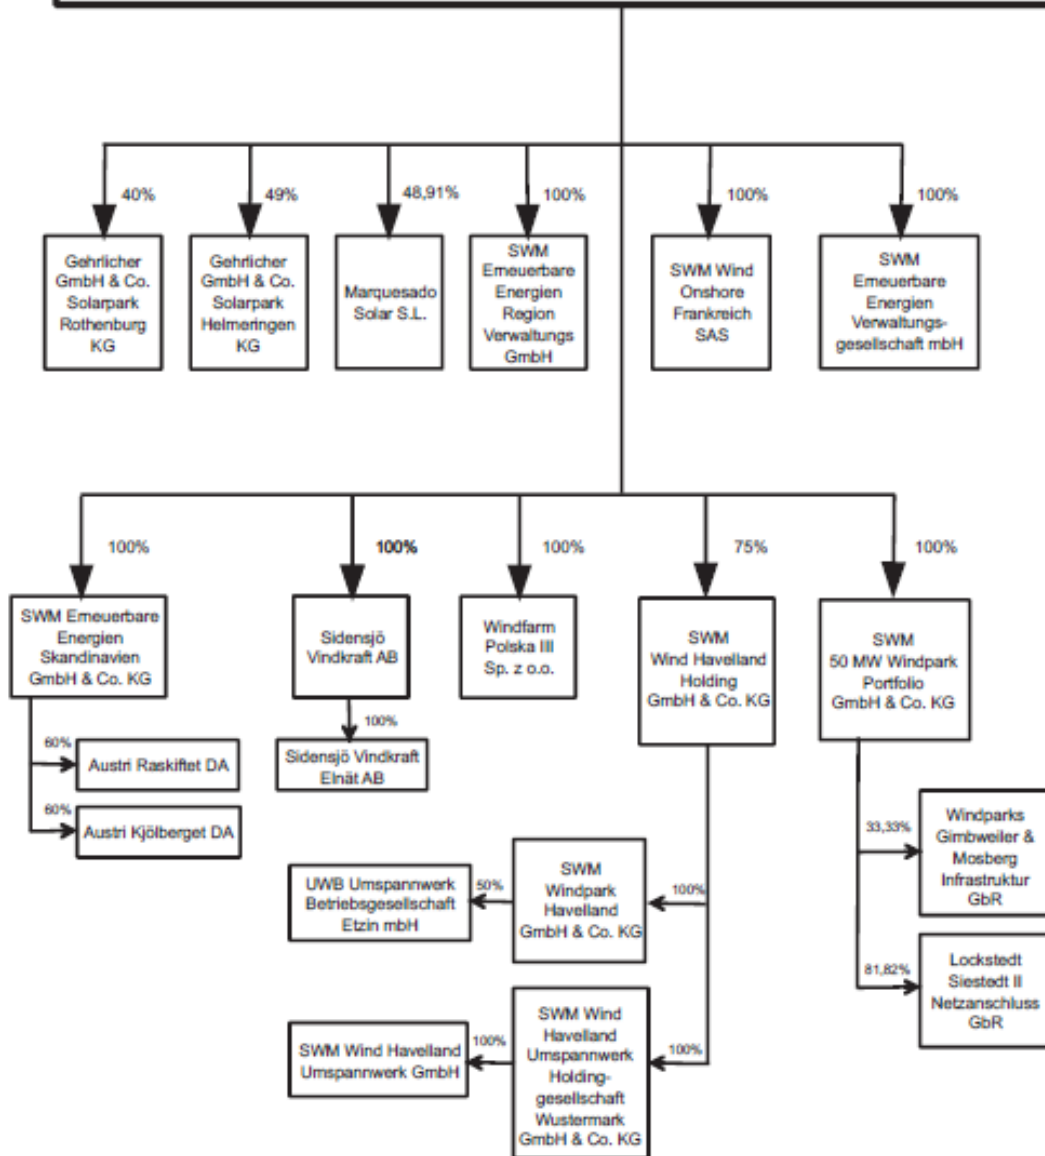 40%
49%
48,91%
100%
100%
100%
Gehrlicher
GmbH & Co.
Solarpark
Rothenburg
KG
Gehrlicher
GmbH & Co.
Solarpark
Helmeringen
KG
Marquesado
Solar S.L.
SWM
Erneuerbare
Energien
Region
Verwaltungs
GmbH
SWM Wind
Onshore
Frankreich
SAS
SWM
Erneuerbare
Energien
Verwaltungs-
gesellschaft mbH
100%
100%
100%
75%
100%
SWM Erneuerbare
Energien
Skandinavien
GmbH & Co. KG
Sidensjö
Vindkraft AB
Windfarm
Polska III
Sp. z o.o.
SWM
Wind Havelland
Holding
GmbH & Co. KG
SWM
50 MW Windpark
Portfolio
GmbH & Co. KG
60%
Austri Raskiftet DA
60%
Austri Kjölberget DA
100%
Sidensjö Vindkraft
Elnät AB
33,33%
Windparks
Gimbweiler &
Mosberg
Infrastruktur
GbR
UWB Umspannwerk
Betriebsgesellschaft
Etzin mbH
50%
SWM
Windpark
Havelland
GmbH & Co. KG
100%
81,82%
Lockstedt
Siestedt II
Netzanschluss
GbR
SWM Wind Havelland
Umspannwerk GmbH
100%
SWM Wind
Havelland
Umspannwerk
Holding-
gesellschaft
Wustermark
GmbH & Co. KG
100%